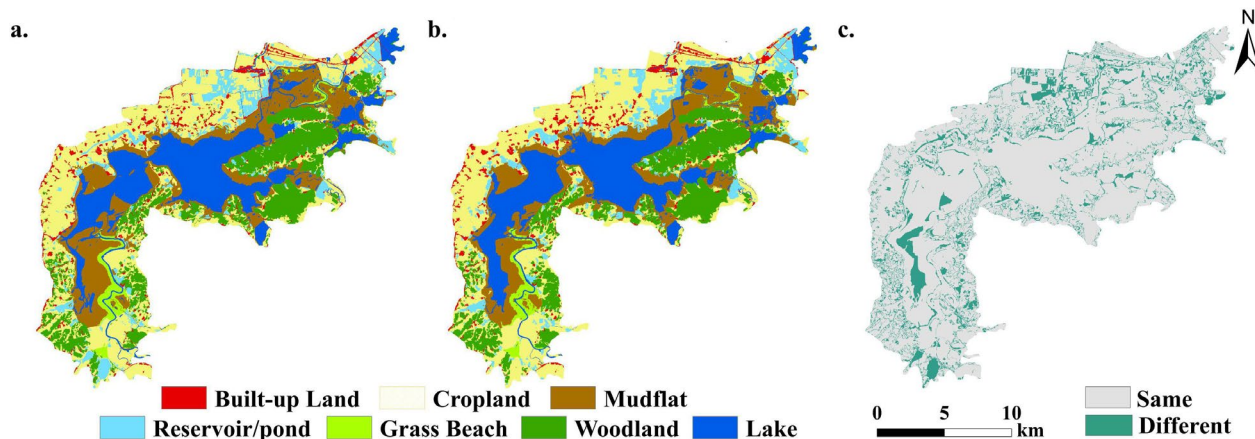 a.
b.
c.
N
Built-up Land Cropland Mudflat
Reservoir/pond Grass Beach Woodland Lake
Same
Different
0 5 10
km